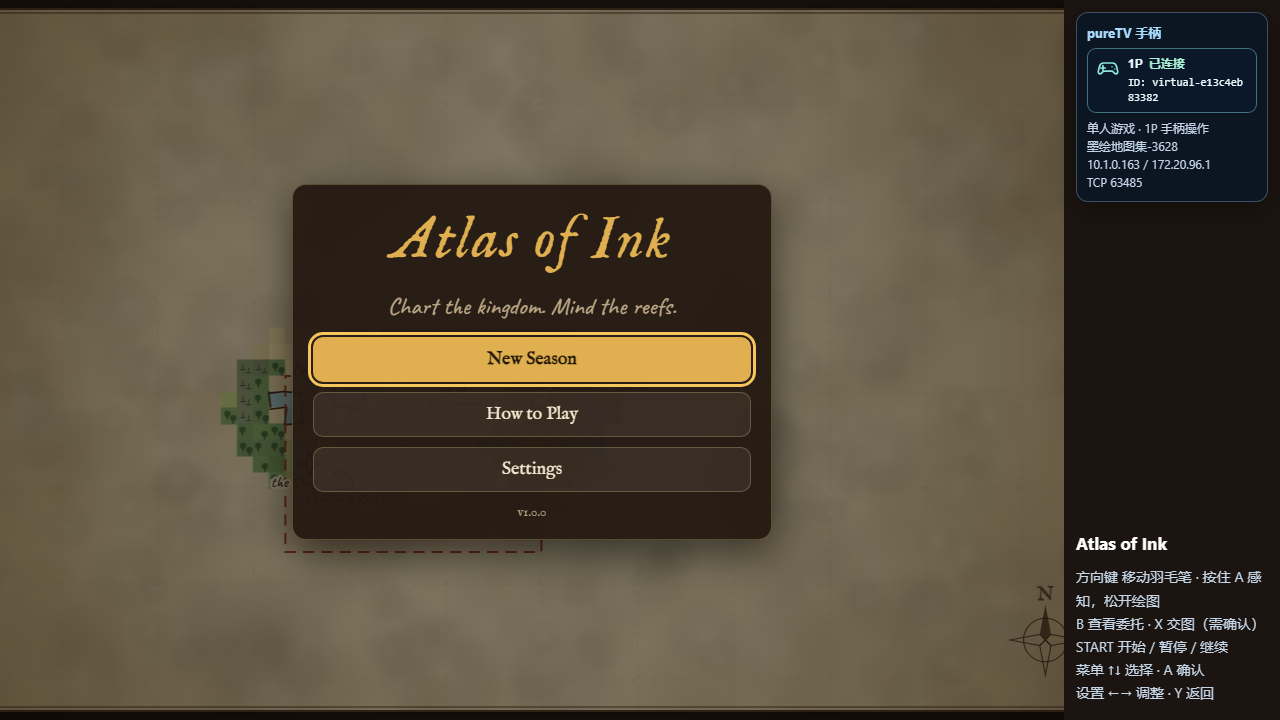 Atlas of Ink
Chart the kingdom. Mind the reefs.
New Season
How to Play
Settings
v1.0.0
the
N
pureTV 手柄
1P 已连接
ID: virtual-e13c4eb
83382
单人游戏 · 1P 手柄操作
墨绘地图集-3628
10.1.0.163 / 172.20.96.1
TCP 63485
Atlas of Ink
方向键 移动羽毛笔 · 按住 A 感
知，松开绘图
B 查看委托 · X 交图（需确认）
START 开始 / 暂停 / 继续
菜单 ↑↓ 选择 · A 确认
设置 ←→ 调整 · Y 返回